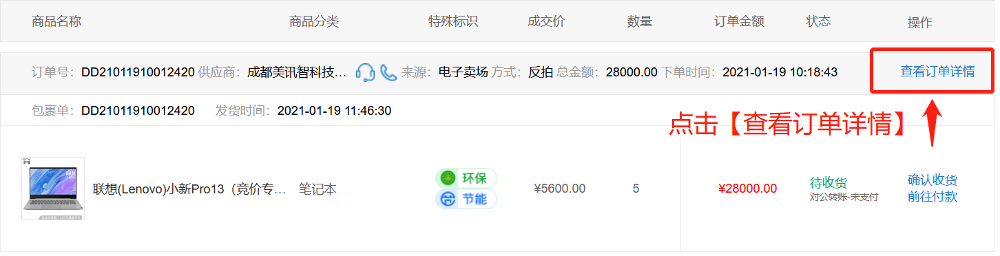 商品名称 商品分类 特殊标识 成交价 数量 订单金额 状态 操作
订单号：DD21011910012420 供应商：成都美讯智科技… 来源：电子卖场 方式：反拍 总金额：28000.00 下单时间：2021-01-19 10:18:43 查看订单详情
包裹单：DD21011910012420 发货时间：2021-01-19 11:46:30
点击【查看订单详情】
联想(Lenovo)小新Pro13（竞价专… 笔记本 环保 ¥5600.00 5 ¥28000.00 待收货 确认收货
节能 对公转账-未支付 前往付款